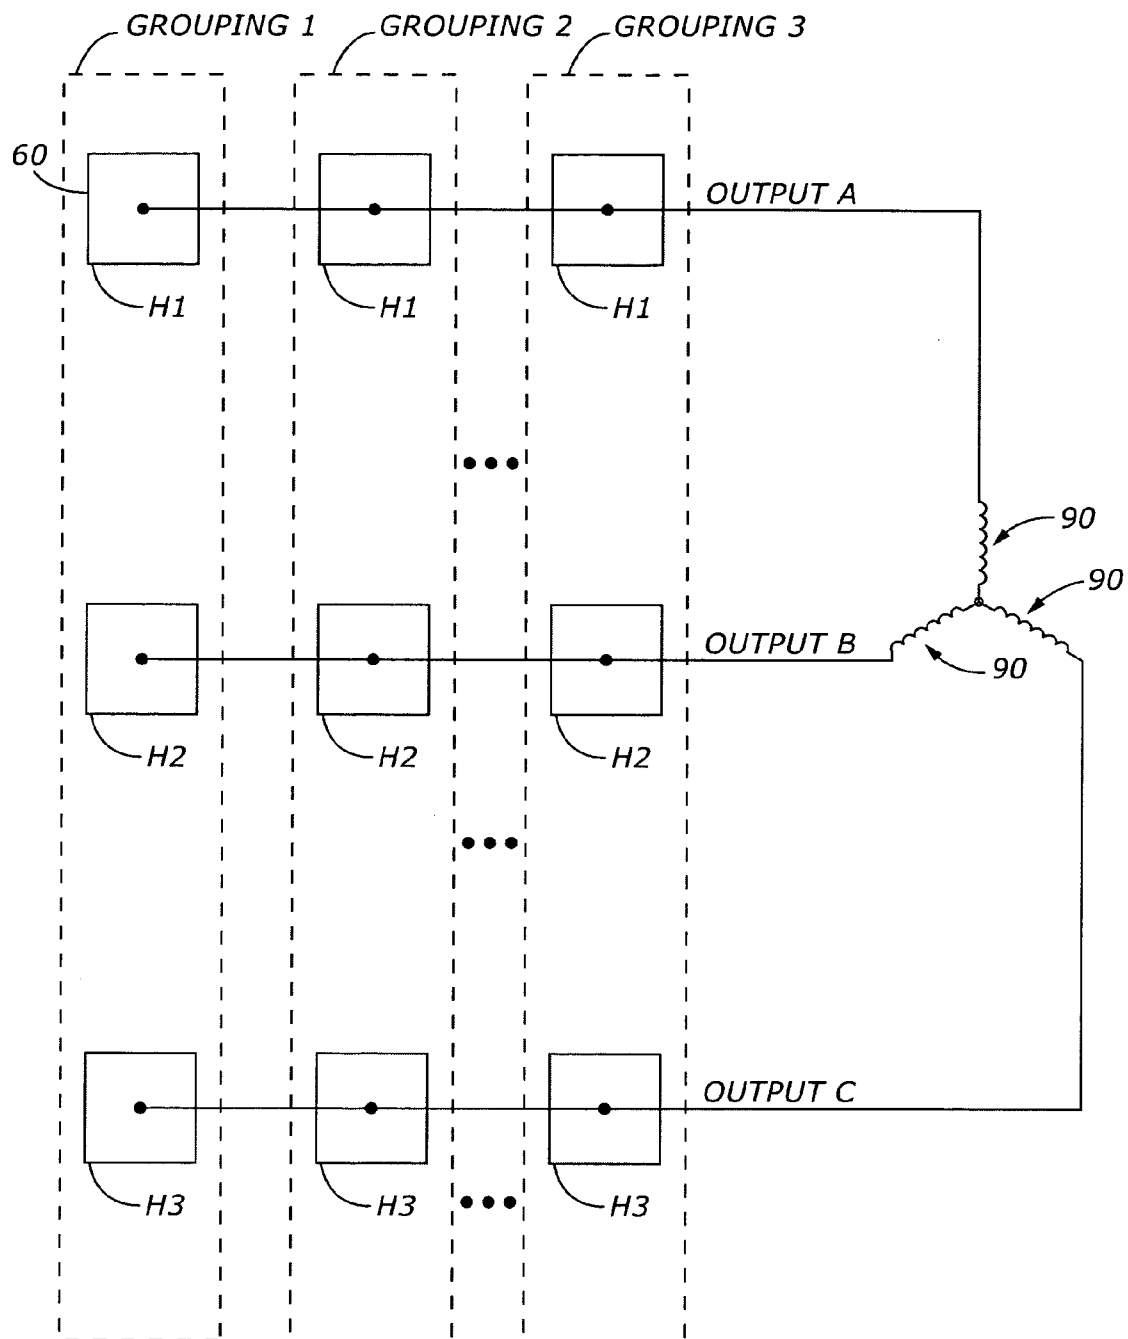 GROUPING 1 GROUPING 2 GROUPING 3
60
OUTPUT A
H1 H1 H1
90
90
OUTPUT B
90
H2 H2 H2
OUTPUT C
H3 H3 H3